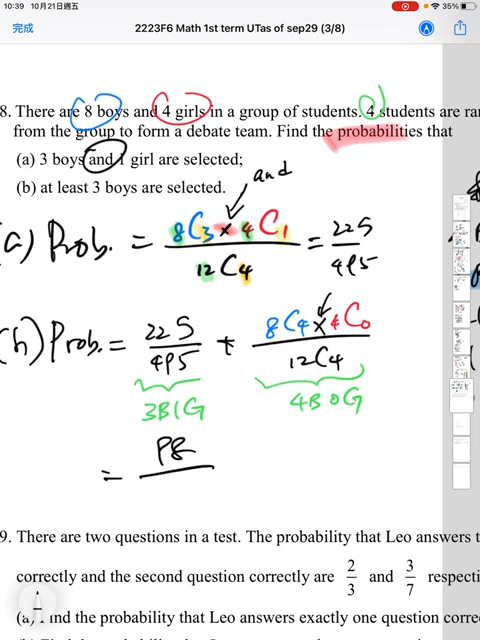 10:39 10月21日週五 35%
完成 2223F6 Math 1st term UTas of sep29 (3/8)
8. There are 8 boys and 4 girls in a group of students. 4 students are ran
from the group to form a debate team. Find the probabilities that
(a) 3 boys and 1 girl are selected;
(b) at least 3 boys are selected.
and
(a) Prob. = 8C3 × 4C1 / 12C4 = 225 / 495
(b) Prob. = 225 / 495 + 8C4 × 4C0 / 12C4
3B1G 4B0G
= 98
9. There are two questions in a test. The probability that Leo answers t
correctly and the second question correctly are 2/3 and 3/7 respecti
(a) Find the probability that Leo answers exactly one question corre